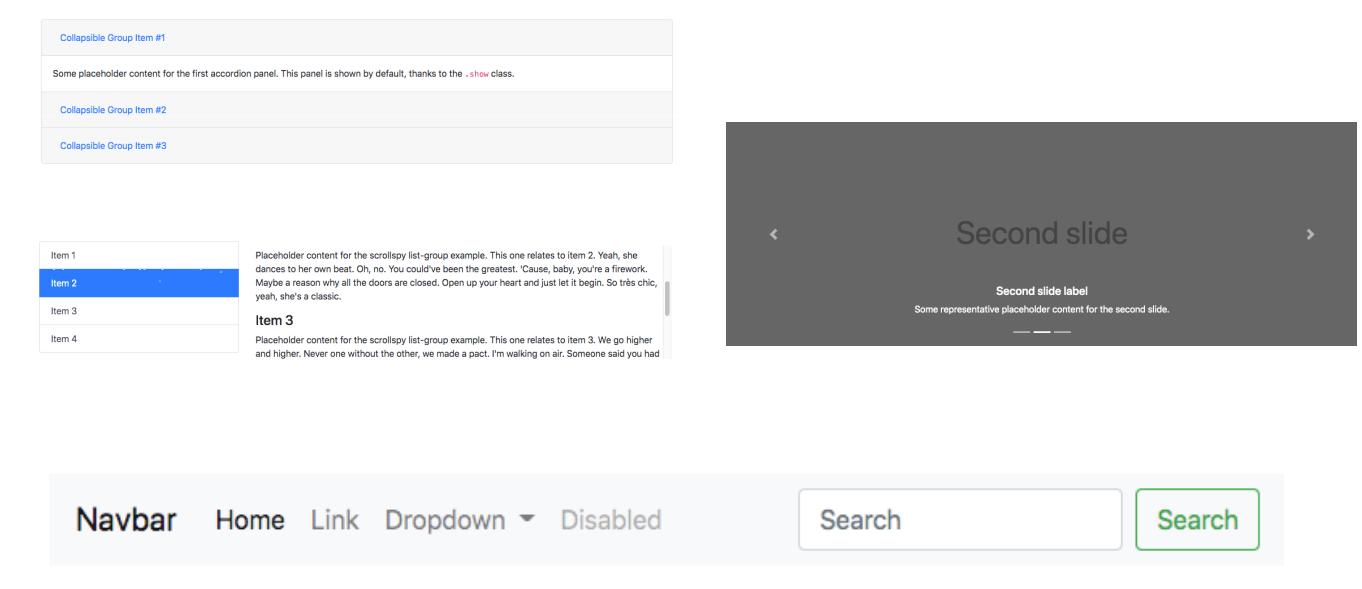 Collapsible Group Item #1
Some placeholder content for the first accordion panel. This panel is shown by default, thanks to the .show class.
Collapsible Group Item #2
Collapsible Group Item #3
Item 1
Item 2
Item 3
Item 4
Placeholder content for the scrollspy list-group example. This one relates to item 2. Yeah, she
dances to her own beat. Oh, no. You could've been the greatest. 'Cause, baby, you're a firework.
Maybe a reason why all the doors are closed. Open up your heart and just let it begin. So très chic,
yeah, she's a classic.
Item 3
Placeholder content for the scrollspy list-group example. This one relates to item 3. We go higher
and higher. Never one without the other, we made a pact. I'm walking on air. Someone said you had
Second slide
Second slide label
Some representative placeholder content for the second slide.
Navbar Home Link Dropdown Disabled Search Search